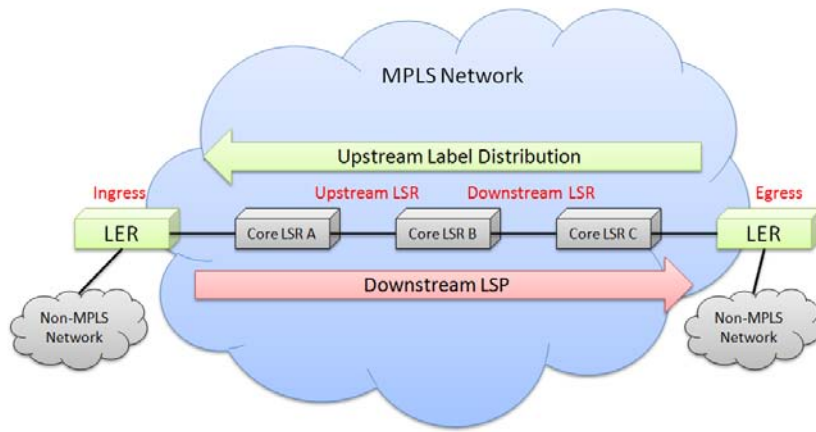 MPLS Network
Upstream Label Distribution
Ingress
Upstream LSR
Downstream LSR
Egress
LER
Core LSR A
Core LSR B
Core LSR C
LER
Downstream LSP
Non-MPLS
Network
Non-MPLS
Network